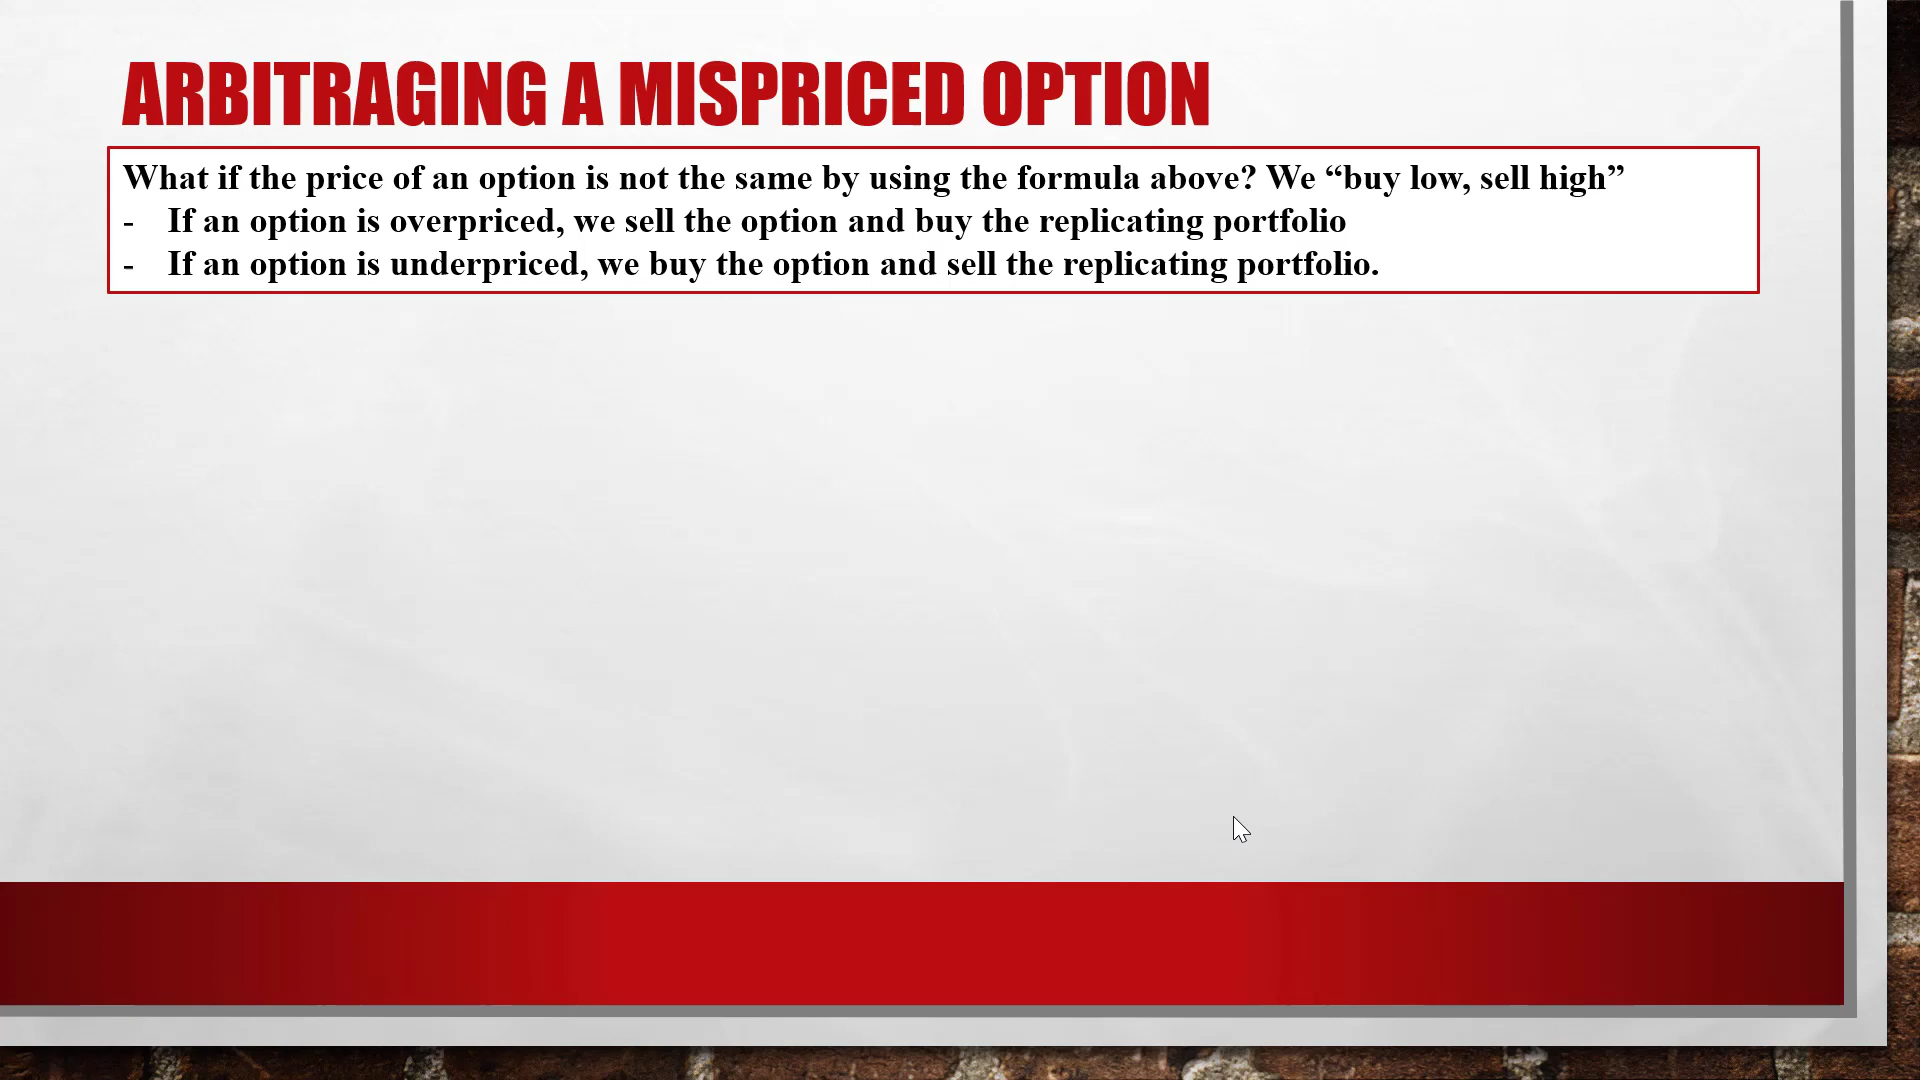 ARBITRAGING A MISPRICED OPTION
What if the price of an option is not the same by using the formula above? We “buy low, sell high”
- If an option is overpriced, we sell the option and buy the replicating portfolio
- If an option is underpriced, we buy the option and sell the replicating portfolio.